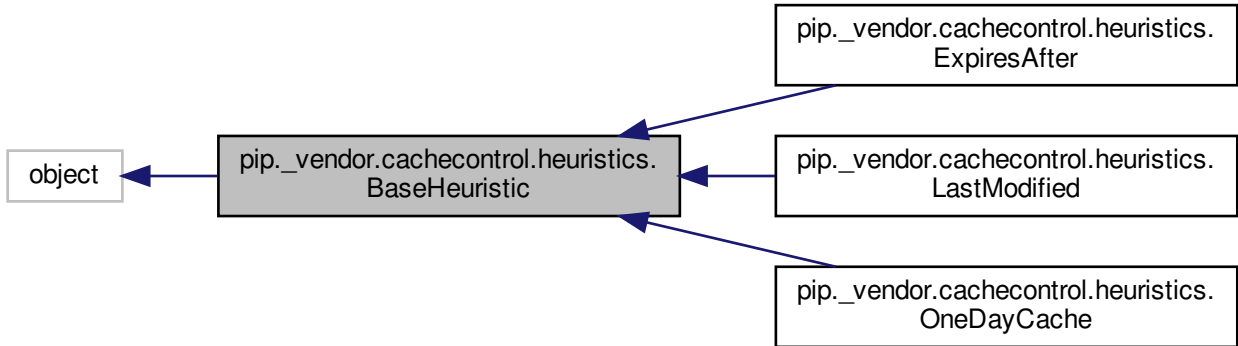 pip._vendor.cachecontrol.heuristics.
ExpiresAfter
object
pip._vendor.cachecontrol.heuristics.
BaseHeuristic
pip._vendor.cachecontrol.heuristics.
LastModified
pip._vendor.cachecontrol.heuristics.
OneDayCache